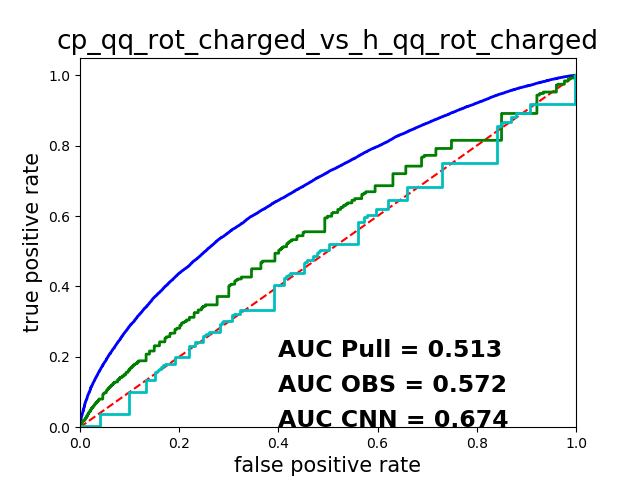 cp_qq_rot_charged_vs_h_qq_rot_charged
1.0
0.8
0.6
0.4
0.2
0.0
true positive rate
AUC Pull = 0.513
AUC OBS = 0.572
AUC CNN = 0.674
0.0 0.2 0.4 0.6 0.8 1.0
false positive rate